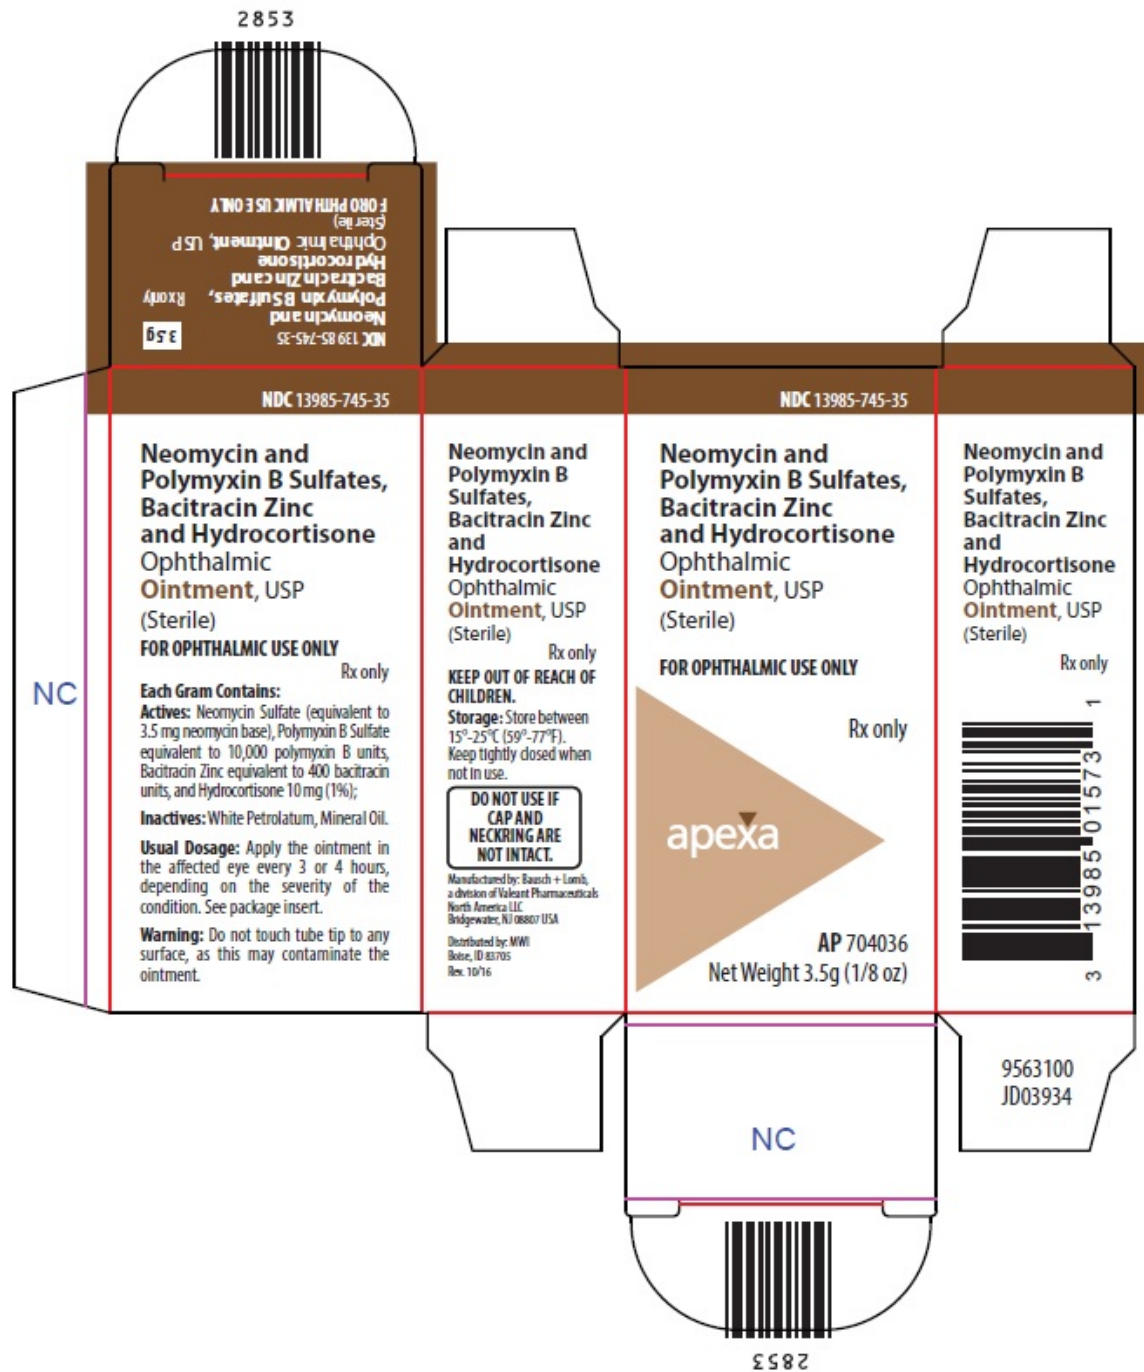 2853
NDC 139 85-745-35
3.5g
Neomycin and
Polymyxin B Sulfates,
Rx only
Bacitracin Zinc and
Hydrocortisone
Ophthalmic Ointment, USP
(Sterile)
FOR OPHTHALMIC USE ONLY
NC
NDC 13985-745-35
Neomycin and
Polymyxin B Sulfates,
Bacitracin Zinc
and Hydrocortisone
Ophthalmic
Ointment, USP
(Sterile)
FOR OPHTHALMIC USE ONLY
Rx only
Each Gram Contains:
Actives: Neomycin Sulfate (equivalent to
3.5 mg neomycin base), Polymyxin B Sulfate
equivalent to 10,000 polymyxin B units,
Bacitracin Zinc equivalent to 400 bacitracin
units, and Hydrocortisone 10 mg (1%);
Inactives: White Petrolatum, Mineral Oil.
Usual Dosage: Apply the ointment in
the affected eye every 3 or 4 hours,
depending on the severity of the
condition. See package insert.
Warning: Do not touch tube tip to any
surface, as this may contaminate the
ointment.
Neomycin and
Polymyxin B
Sulfates,
Bacitracin Zinc
and
Hydrocortisone
Ophthalmic
Ointment, USP
(Sterile)
Rx only
KEEP OUT OF REACH OF
CHILDREN.
Storage: Store between
15°-25°C (59°-77°F).
Keep tightly closed when
not in use.
DO NOT USE IF
CAP AND
NECKRING ARE
NOT INTACT.
Manufactured by: Bausch + Lomb,
a division of Valeant Pharmaceuticals
North America LLC
Bridgewater, NJ 08807 USA
Distributed by: MWI
Boise, ID 83705
Rev. 10/16
NDC 13985-745-35
Neomycin and
Polymyxin B Sulfates,
Bacitracin Zinc
and Hydrocortisone
Ophthalmic
Ointment, USP
(Sterile)
FOR OPHTHALMIC USE ONLY
Rx only
apexa
AP 704036
Net Weight 3.5g (1/8 oz)
Neomycin and
Polymyxin B
Sulfates,
Bacitracin Zinc
and
Hydrocortisone
Ophthalmic
Ointment, USP
(Sterile)
Rx only
3 13985 01573 1
9563100
JD03934
NC
2853